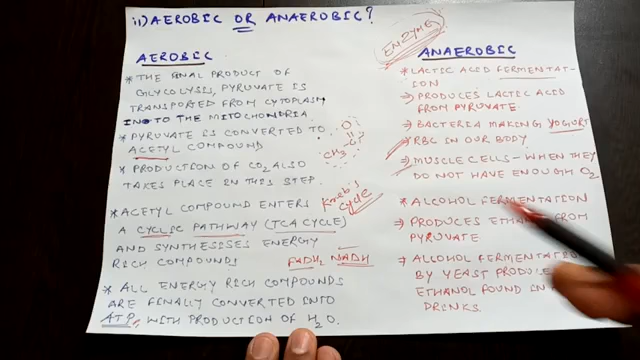 ii) AEROBIC OR ANAEROBIC?
AEROBIC
* THE FINAL PRODUCT OF
GLYCOLYSIS, PYRUVATE IS
TRANSPORTED FROM CYTOPLASM
INTO THE MITOCHONDRIA.
* PYRUVATE IS CONVERTED TO
ACETYL COMPOUND
* PRODUCTION OF CO2 ALSO
TAKES PLACE IN THIS STEP.
* ACETYL COMPOUND ENTERS
A CYCLIC PATHWAY (TCA CYCLE)
AND SYNTHESISES ENERGY
RICH COMPOUNDS
FADH2 NADH
* ALL ENERGY RICH COMPOUNDS
ARE FINALLY CONVERTED INTO
ATP, WITH PRODUCTION OF H2O.
O
CH3-C-
Kreb's
cycle
ENZYME
ANAEROBIC
* LACTIC ACID FERMENTAT-
ION
⇒ PRODUCES LACTIC ACID
FROM PYRUVATE.
⇒ BACTERIA MAKING YOGURT
⇒ RBC IN OUR BODY
⇒ MUSCLE CELLS - WHEN THEY
DO NOT HAVE ENOUGH O2
* ALCOHOL FERMENTATION
⇒ PRODUCES ETHANOL FROM
PYRUVATE
⇒ ALCOHOL FERMENTATION
BY YEAST PRODUCE
ETHANOL FOUND IN
DRINKS.